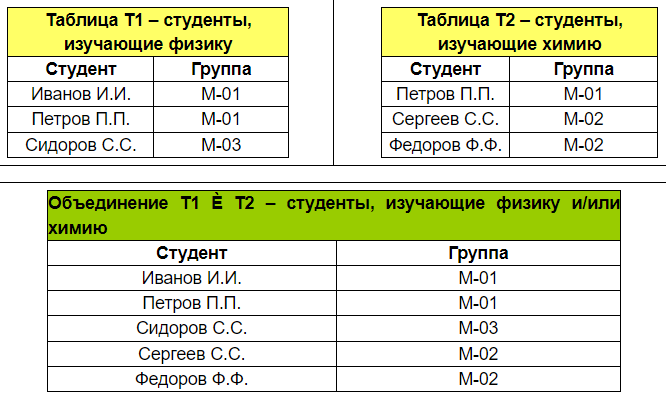 Таблица Т1 – студенты,
изучающие физику
Студент Группа
Иванов И.И. М-01
Петров П.П. М-01
Сидоров С.С. М-03
Таблица Т2 – студенты,
изучающие химию
Студент Группа
Петров П.П. М-01
Сергеев С.С. М-02
Федоров Ф.Ф. М-02
Объединение Т1 È Т2 – студенты, изучающие физику и/или
химию
Студент Группа
Иванов И.И. М-01
Петров П.П. М-01
Сидоров С.С. М-03
Сергеев С.С. М-02
Федоров Ф.Ф. М-02